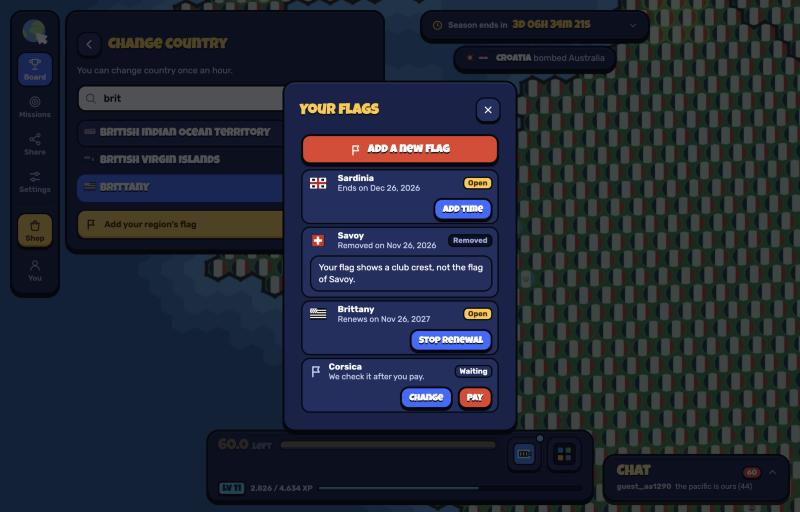 Season ends in 3D 06H 34M 21S
CROATIA bombed Australia
Board
Missions
Share
Settings
Shop
You
CHANGE COUNTRY
You can change country once an hour.
brit
BRITISH INDIAN OCEAN TERRITORY
BRITISH VIRGIN ISLANDS
BRITTANY
Add your region's flag
YOUR FLAGS
ADD A NEW FLAG
Sardinia
Open
Ends on Dec 26, 2026
ADD TIME
Savoy
Removed
Removed on Nov 26, 2026
Your flag shows a club crest, not the flag
of Savoy.
Brittany
Open
Renews on Nov 26, 2027
STOP RENEWAL
Corsica
Waiting
We check it after you pay.
CHANGE
PAY
60.0 LEFT
LV 11
2,826 / 4,634 XP
CHAT
60
guest_aa1290 the pacific is ours (44)